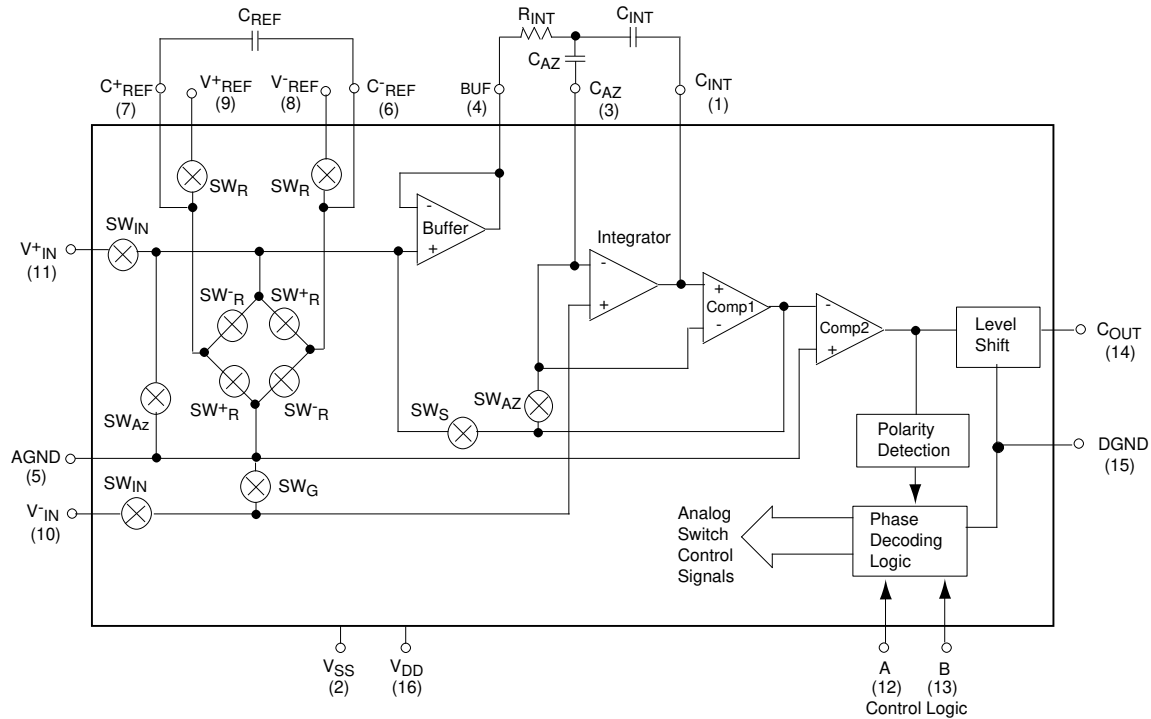 CREF
RINT
CINT
CAZ
C+REF
(7)
V+REF
(9)
V-REF
(8)
C-REF
(6)
BUF
(4)
CAZ
(3)
CINT
(1)
SWR
SWR
SWIN
V+IN
(11)
-
Buffer
+
Integrator
-
+
+
Comp1
-
-
Comp2
+
Level
Shift
COUT
(14)
SW-R
SW+R
SW+R
SW-R
SWAz
SWS
SWAZ
Polarity
Detection
DGND
(15)
AGND
(5)
SWIN
SWG
V-IN
(10)
Analog
Switch
Control
Signals
Phase
Decoding
Logic
VSS
(2)
VDD
(16)
A
(12)
B
(13)
Control Logic